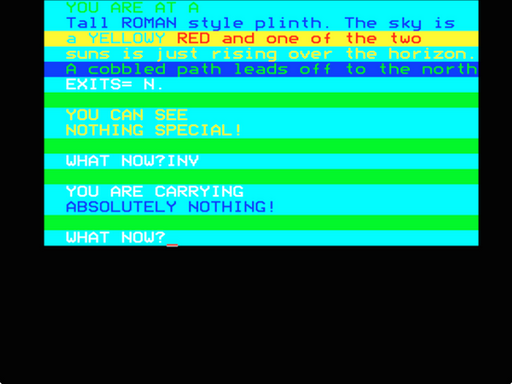 YOU ARE AT A
Tall ROMAN style plinth. The sky is
a YELLOWY RED and one of the two
suns is just rising over the horizon.
A cobbled path leads off to the north
EXITS= N.
YOU CAN SEE
NOTHING SPECIAL!
WHAT NOW?INV
YOU ARE CARRYING
ABSOLUTELY NOTHING!
WHAT NOW?_